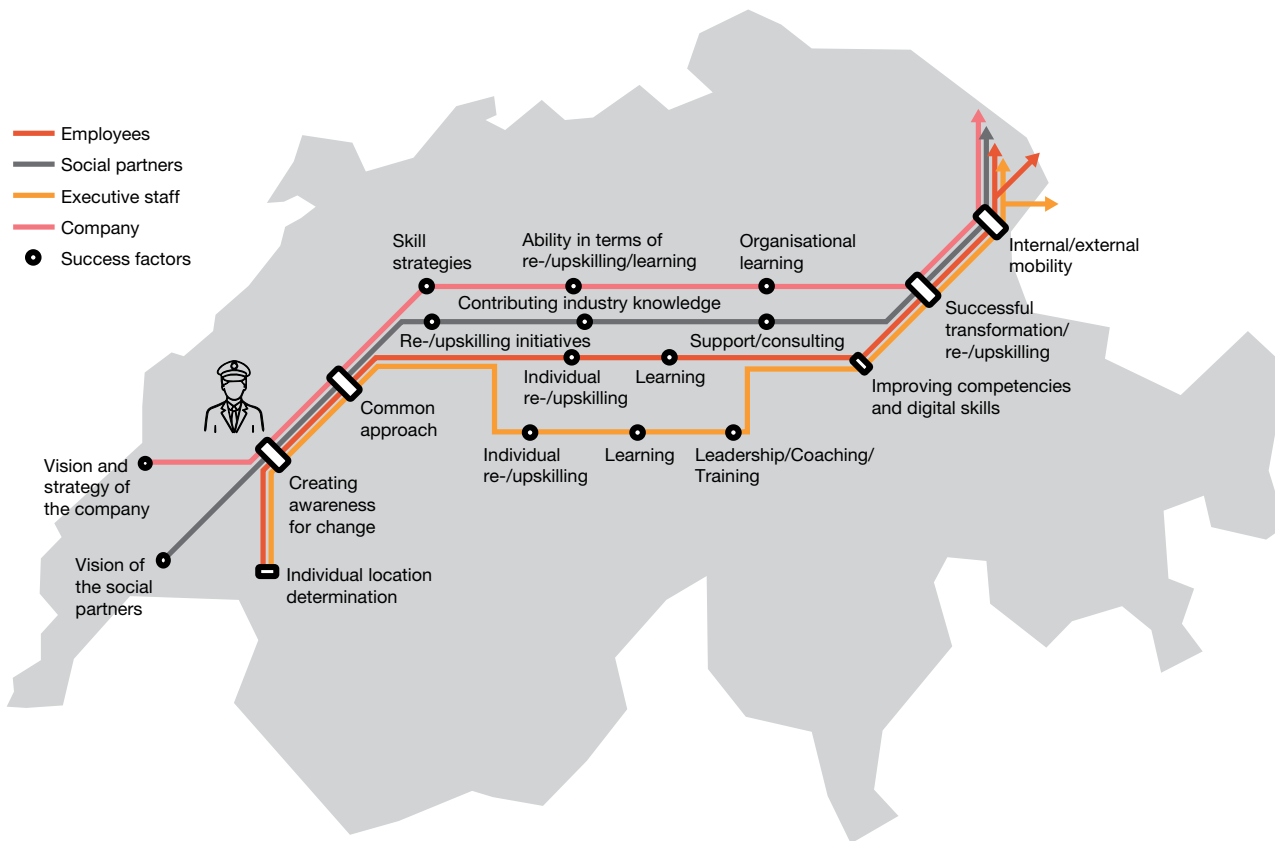 Employees
Social partners
Executive staff
Company
Success factors
Skill
strategies
Ability in terms of
re-/upskilling/learning
Organisational
learning
Internal/external
mobility
Contributing industry knowledge
Re-/upskilling initiatives
Support/consulting
Successful
transformation/
re-/upskilling
Individual
re-/upskilling
Learning
Improving competencies
and digital skills
Common
approach
Individual
re-/upskilling
Learning
Leadership/Coaching/
Training
Vision and
strategy of
the company
Creating
awareness
for change
Vision of
the social
partners
Individual location
determination